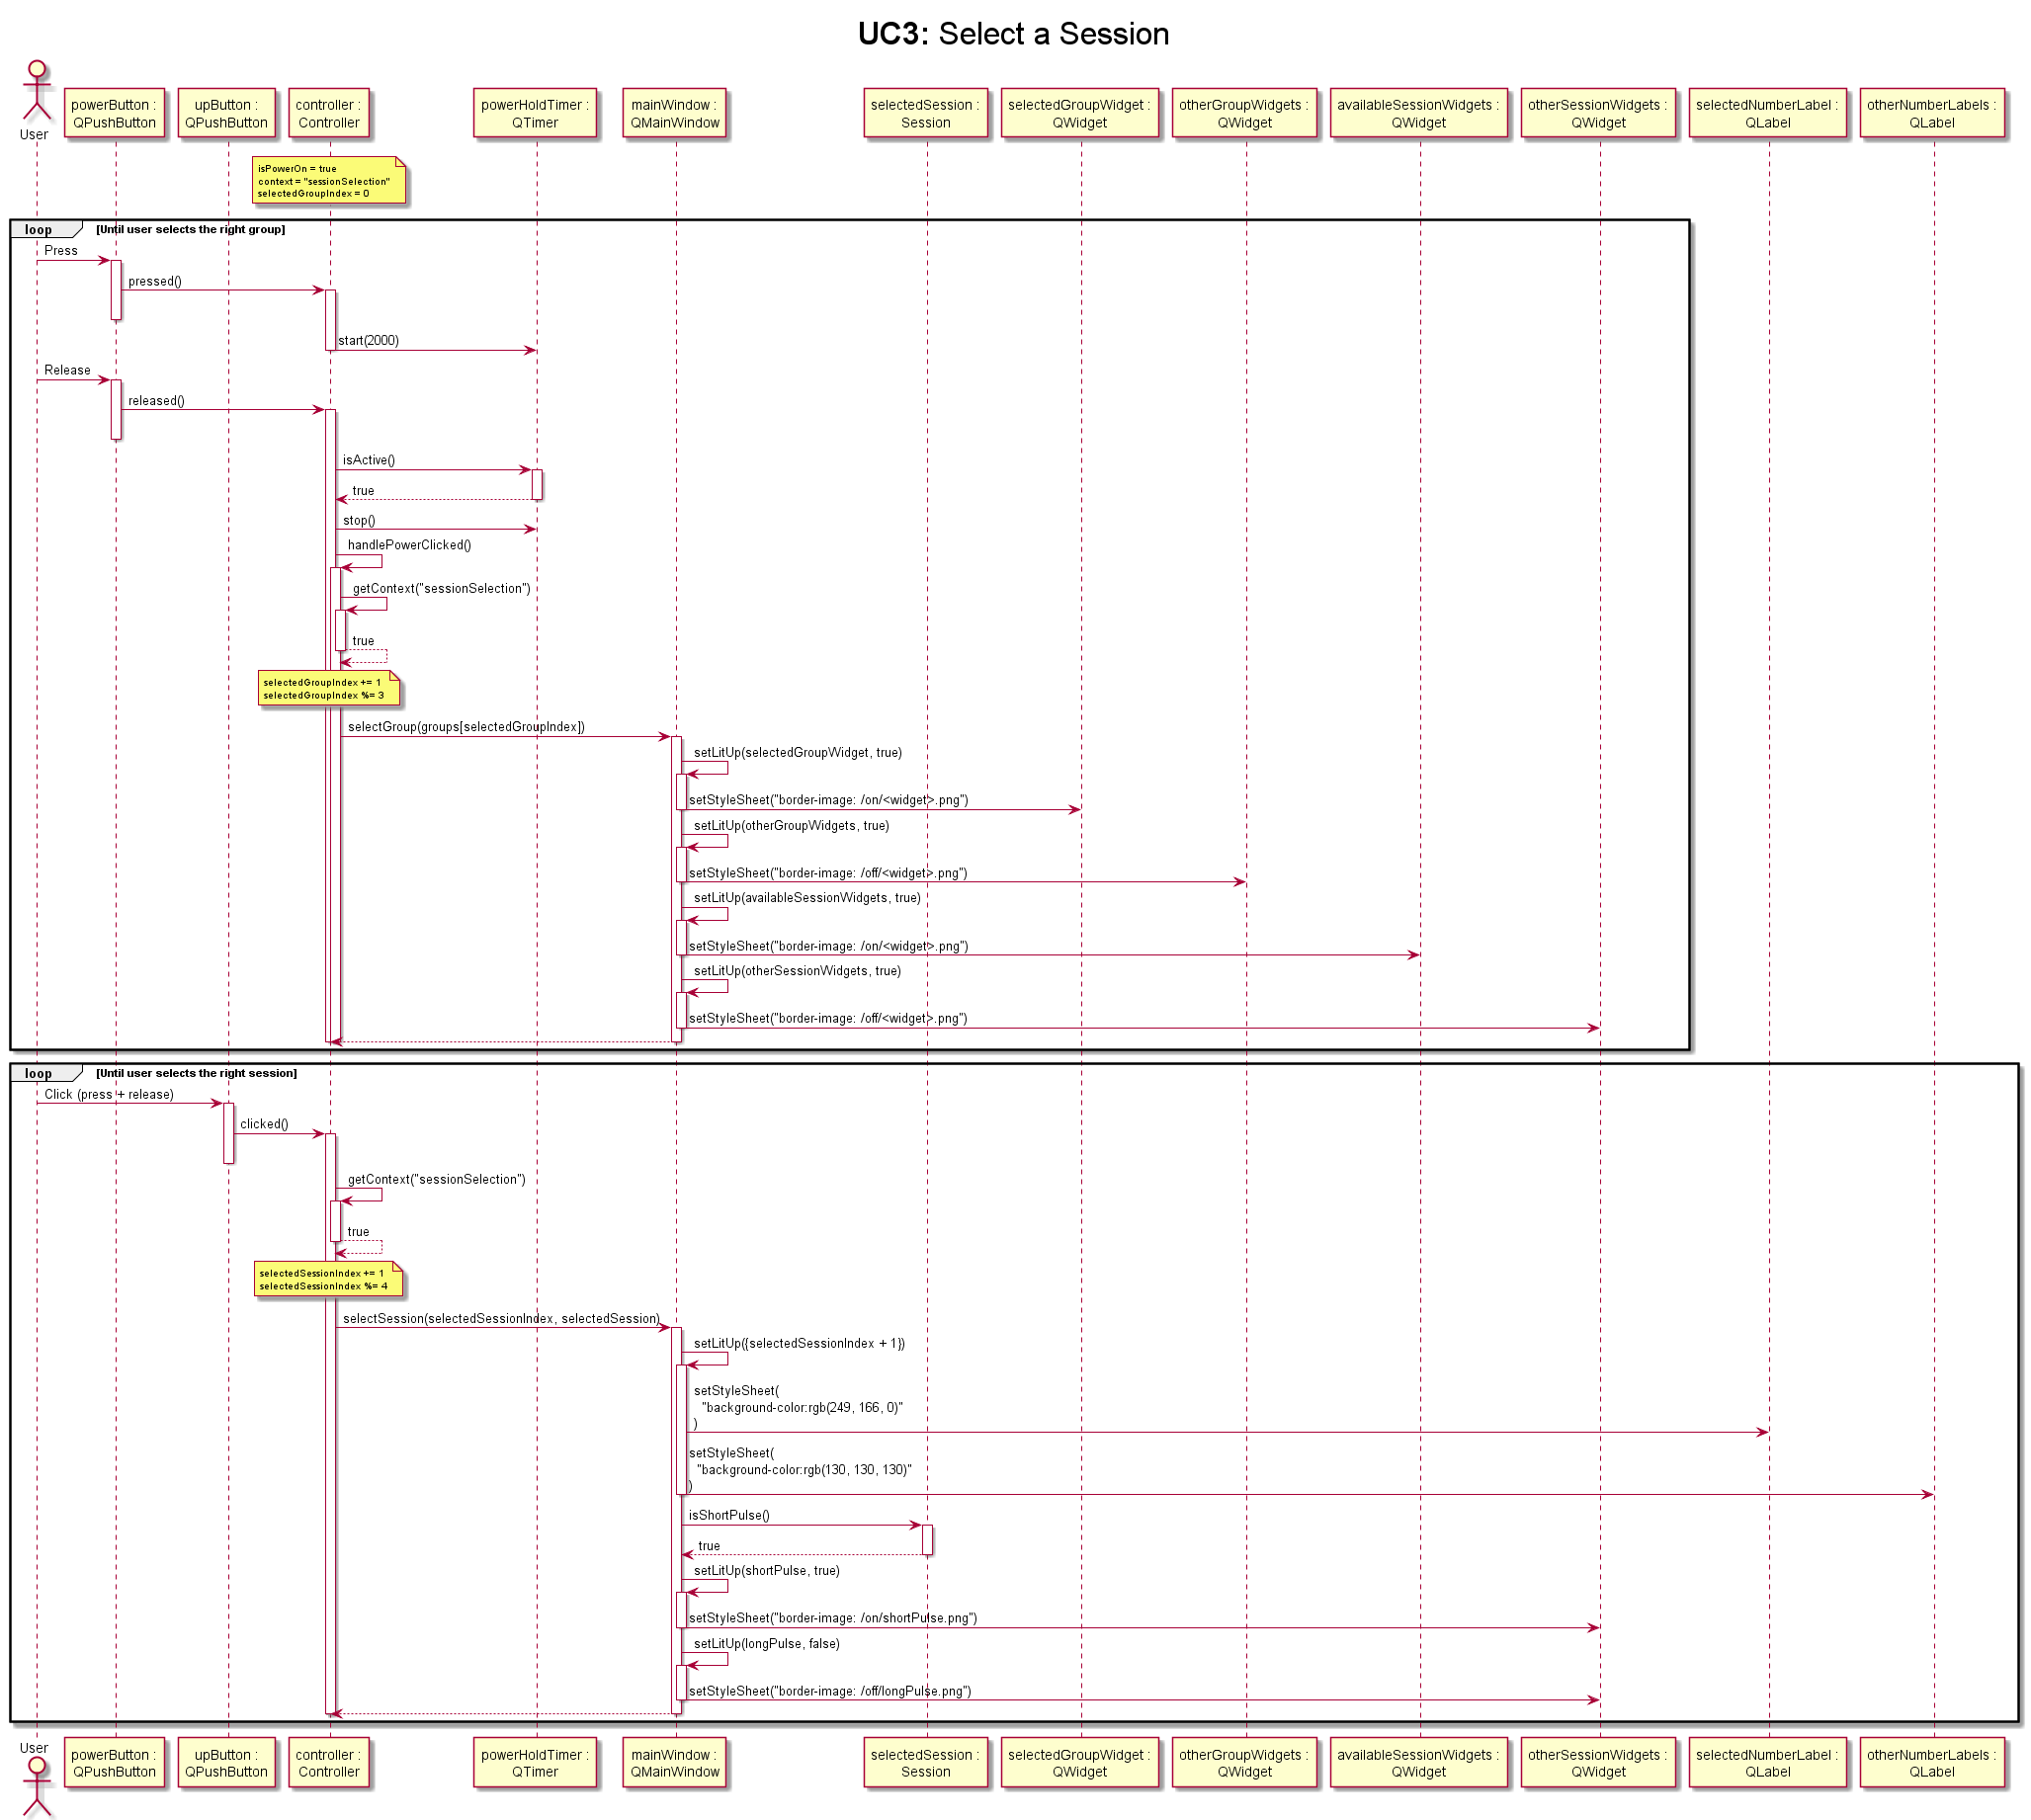 UC3: Select a Session
User
powerButton :
QPushButton
upButton :
QPushButton
controller :
Controller
powerHoldTimer :
QTimer
mainWindow :
QMainWindow
selectedSession :
Session
selectedGroupWidget :
QWidget
otherGroupWidgets :
QWidget
availableSessionWidgets :
QWidget
otherSessionWidgets :
QWidget
selectedNumberLabel :
QLabel
otherNumberLabels :
QLabel
isPowerOn = true
context = "sessionSelection"
selectedGroupIndex = 0
loop [Until user selects the right group]
Press
pressed()
start(2000)
Release
released()
isActive()
true
stop()
handlePowerClicked()
getContext("sessionSelection")
true
selectedGroupIndex += 1
selectedGroupIndex %= 3
selectGroup(groups[selectedGroupIndex])
setLitUp(selectedGroupWidget, true)
setStyleSheet("border-image: /on/<widget>.png")
setLitUp(otherGroupWidgets, true)
setStyleSheet("border-image: /off/<widget>.png")
setLitUp(availableSessionWidgets, true)
setStyleSheet("border-image: /on/<widget>.png")
setLitUp(otherSessionWidgets, true)
setStyleSheet("border-image: /off/<widget>.png")
loop [Until user selects the right session]
Click (press + release)
clicked()
getContext("sessionSelection")
true
selectedSessionIndex += 1
selectedSessionIndex %= 4
selectSession(selectedSessionIndex, selectedSession)
setLitUp({selectedSessionIndex + 1})
setStyleSheet(
"background-color:rgb(249, 166, 0)"
)
setStyleSheet(
"background-color:rgb(130, 130, 130)"
)
isShortPulse()
true
setLitUp(shortPulse, true)
setStyleSheet("border-image: /on/shortPulse.png")
setLitUp(longPulse, false)
setStyleSheet("border-image: /off/longPulse.png")
User
powerButton :
QPushButton
upButton :
QPushButton
controller :
Controller
powerHoldTimer :
QTimer
mainWindow :
QMainWindow
selectedSession :
Session
selectedGroupWidget :
QWidget
otherGroupWidgets :
QWidget
availableSessionWidgets :
QWidget
otherSessionWidgets :
QWidget
selectedNumberLabel :
QLabel
otherNumberLabels :
QLabel